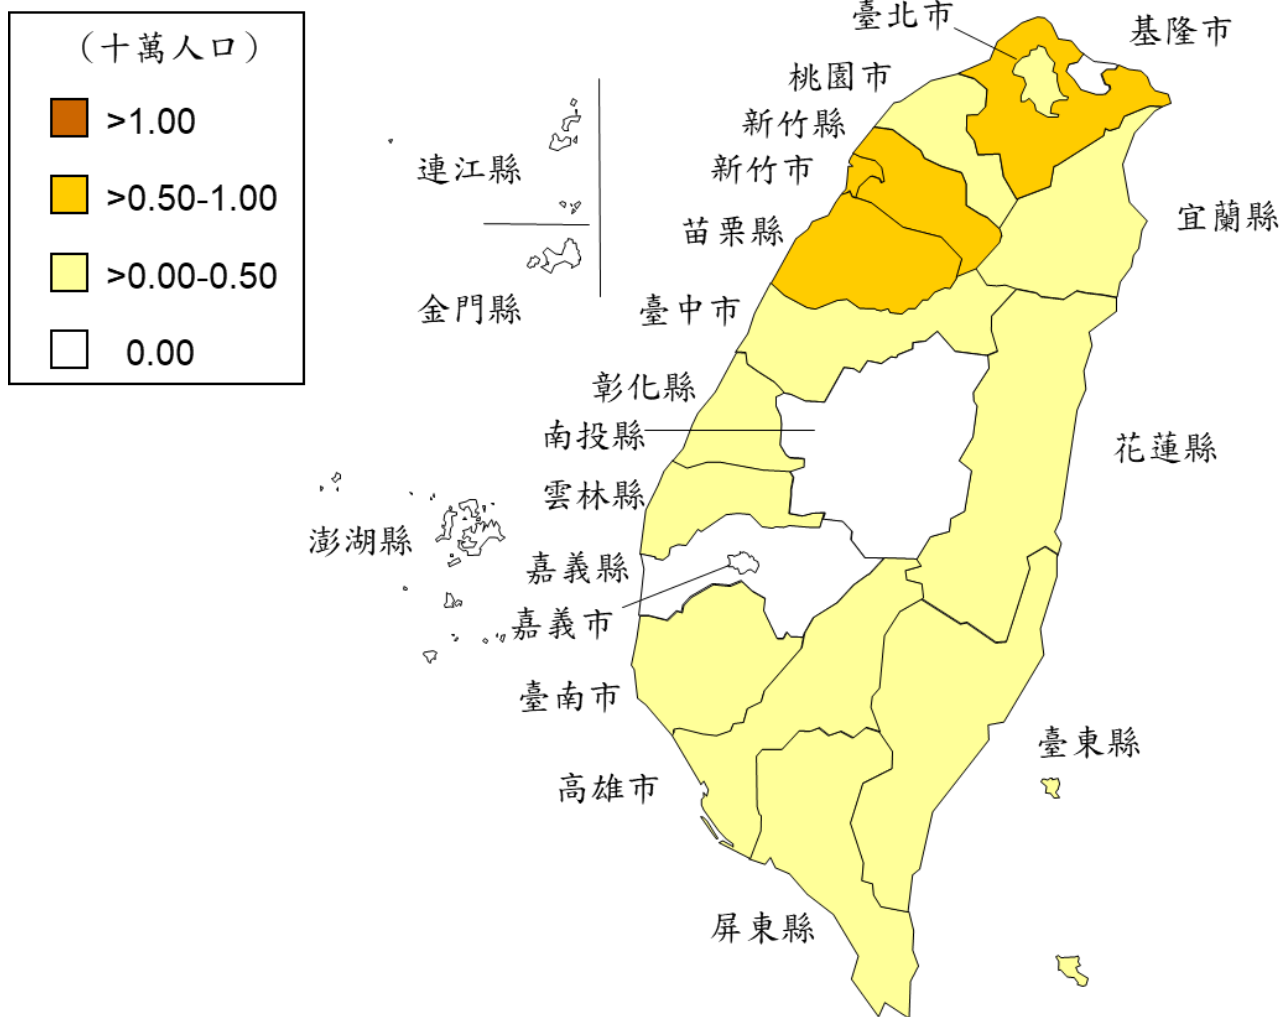 （十萬人口）
>1.00
>0.50-1.00
>0.00-0.50
0.00
臺北市
基隆市
桃園市
新竹縣
新竹市
連江縣
苗栗縣
宜蘭縣
金門縣
臺中市
彰化縣
南投縣
花蓮縣
雲林縣
澎湖縣
嘉義縣
嘉義市
臺南市
臺東縣
高雄市
屏東縣